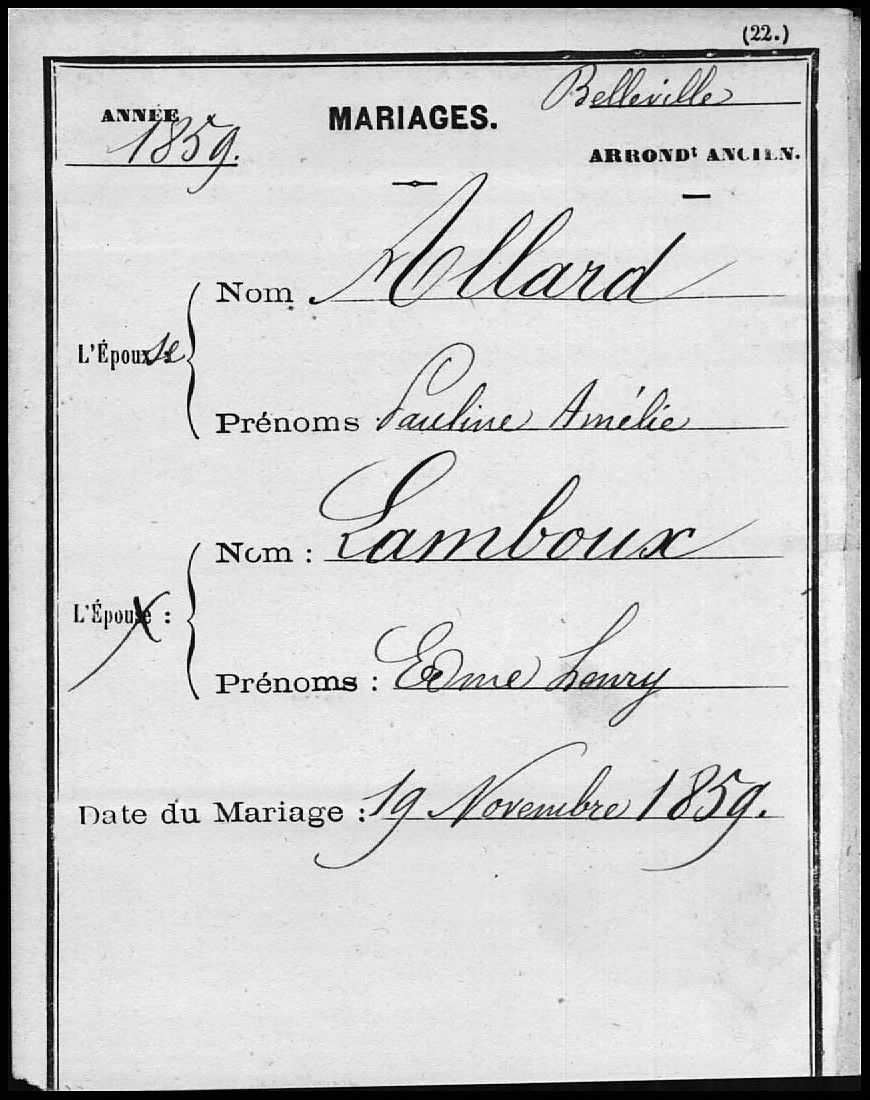 (22.)
ANNÉE
1859.
MARIAGES.
Belleville
ARRONDt ANCIEN.
Nom Allard
L'Épouxse :
Prénoms : Pauline Amélie
Nom : Lamboux
L'Épouse :
Prénoms : Edme Henry
Date du Mariage : 19 Novembre 1859.